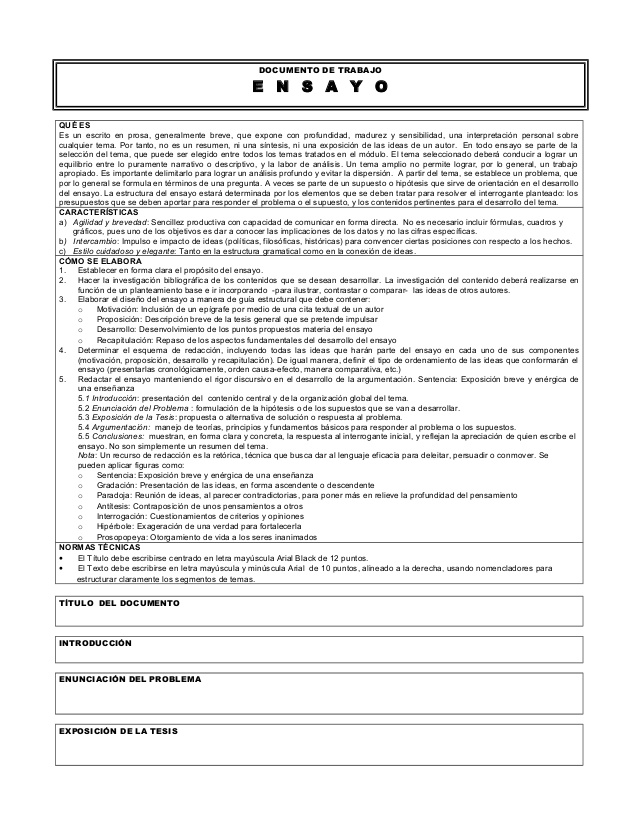 DOCUMENTO DE TRABAJO
E N S A Y O
QUÉ ES
Es un escrito en prosa, generalmente breve, que expone con profundidad, madurez y sensibilidad, una interpretación personal sobre
cualquier tema. Por tanto, no es un resumen, ni una síntesis, ni una exposición de las ideas de un autor. En todo ensayo se parte de la
selección del tema, que puede ser elegido entre todos los temas tratados en el módulo. El tema seleccionado deberá conducir a lograr un
equilibrio entre lo puramente narrativo o descriptivo, y la labor de análisis. Un tema amplio no permite lograr, por lo general, un trabajo
apropiado. Es importante delimitarlo para lograr un análisis profundo y evitar la dispersión. A partir del tema, se establece un problema, que
por lo general se formula en términos de una pregunta. A veces se parte de un supuesto o hipótesis que sirve de orientación en el desarrollo
del ensayo. La estructura del ensayo estará determinada por los elementos que se deben tratar para resolver el interrogante planteado: los
presupuestos que se deben aportar para responder el problema o el supuesto, y los contenidos pertinentes para el desarrollo del tema.
CARACTERÍSTICAS
a) Agilidad y brevedad: Sencillez productiva con capacidad de comunicar en forma directa. No es necesario incluir fórmulas, cuadros y
gráficos, pues uno de los objetivos es dar a conocer las implicaciones de los datos y no las cifras específicas.
b) Intercambio: Impulso e impacto de ideas (políticas, filosóficas, históricas) para convencer ciertas posiciones con respecto a los hechos.
c) Estilo cuidadoso y elegante: Tanto en la estructura gramatical como en la conexión de ideas.
CÓMO SE ELABORA
1. Establecer en forma clara el propósito del ensayo.
2. Hacer la investigación bibliográfica de los contenidos que se desean desarrollar. La investigación del contenido deberá realizarse en
función de un planteamiento base e ir incorporando -para ilustrar, contrastar o comparar- las ideas de otros autores.
3. Elaborar el diseño del ensayo a manera de guía estructural que debe contener:
o Motivación: Inclusión de un epígrafe por medio de una cita textual de un autor
o Proposición: Descripción breve de la tesis general que se pretende impulsar
o Desarrollo: Desenvolvimiento de los puntos propuestos materia del ensayo
o Recapitulación: Repaso de los aspectos fundamentales del desarrollo del ensayo
4. Determinar el esquema de redacción, incluyendo todas las ideas que harán parte del ensayo en cada uno de sus componentes
(motivación, proposición, desarrollo y recapitulación). De igual manera, definir el tipo de ordenamiento de las ideas que conformarán el
ensayo (presentarlas cronológicamente, orden causa-efecto, manera comparativa, etc.)
5. Redactar el ensayo manteniendo el rigor discursivo en el desarrollo de la argumentación. Sentencia: Exposición breve y enérgica de
una enseñanza
5.1 Introducción: presentación del contenido central y de la organización global del tema.
5.2 Enunciación del Problema : formulación de la hipótesis o de los supuestos que se van a desarrollar.
5.3 Exposición de la Tesis: propuesta o alternativa de solución o respuesta al problema.
5.4 Argumentación: manejo de teorías, principios y fundamentos básicos para responder al problema o los supuestos.
5.5 Conclusiones: muestran, en forma clara y concreta, la respuesta al interrogante inicial, y reflejan la apreciación de quien escribe el
ensayo. No son simplemente un resumen del tema.
Nota: Un recurso de redacción es la retórica, técnica que busca dar al lenguaje eficacia para deleitar, persuadir o conmover. Se
pueden aplicar figuras como:
o Sentencia: Exposición breve y enérgica de una enseñanza
o Gradación: Presentación de las ideas, en forma ascendente o descendente
o Paradoja: Reunión de ideas, al parecer contradictorias, para poner más en relieve la profundidad del pensamiento
o Antítesis: Contraposición de unos pensamientos a otros
o Interrogación: Cuestionamientos de criterios y opiniones
o Hipérbole: Exageración de una verdad para fortalecerla
o Prosopopeya: Otorgamiento de vida a los seres inanimados
NORMAS TÉCNICAS
• El Título debe escribirse centrado en letra mayúscula Arial Black de 12 puntos.
• El Texto debe escribirse en letra mayúscula y minúscula Arial de 10 puntos, alineado a la derecha, usando nomencladores para
estructurar claramente los segmentos de temas.
TÍTULO DEL DOCUMENTO
INTRODUCCIÓN
ENUNCIACIÓN DEL PROBLEMA
EXPOSICIÓN DE LA TESIS